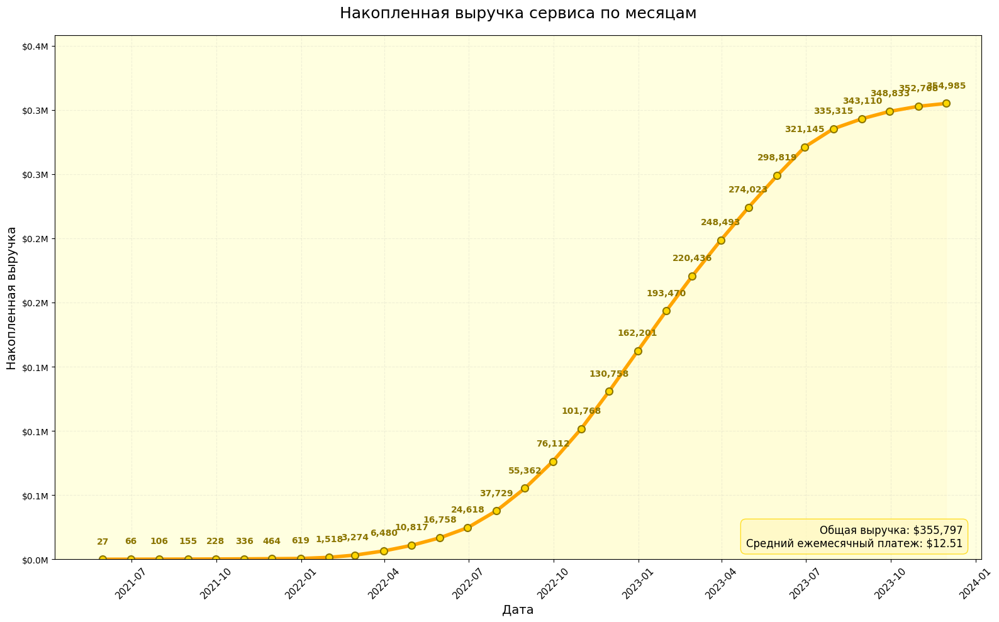 Накопленная выручка сервиса по месяцам
Накопленная выручка
$0.4M
$0.3M
$0.3M
$0.2M
$0.2M
$0.1M
$0.1M
$0.1M
$0.0M
27
66
106
155
228
336
464
619
1,518
3,274
6,480
10,817
16,758
24,618
37,729
55,362
76,112
101,768
130,758
162,201
193,470
220,436
248,493
274,023
298,819
321,145
335,315
343,110
348,833
354,985
Общая выручка: $355,797
Средний ежемесячный платеж: $12.51
2021-07
2021-10
2022-01
2022-04
2022-07
2022-10
2023-01
2023-04
2023-07
2023-10
2024-01
Дата